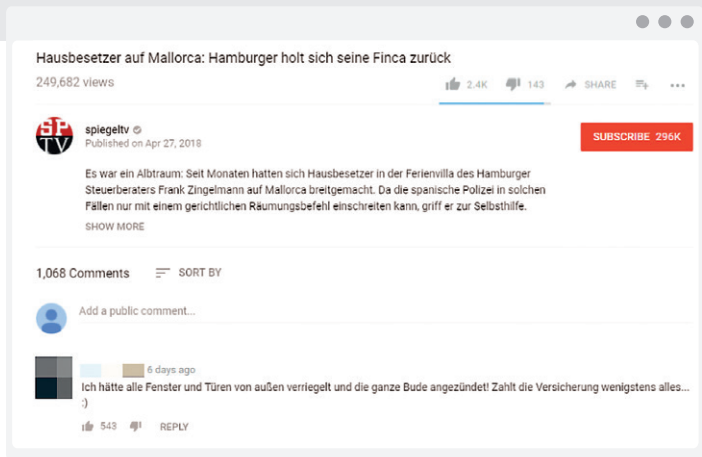 Hausbesetzer auf Mallorca: Hamburger holt sich seine Finca zurück
249,682 views
2.4K 143 SHARE
SP
TV
spiegeltv
Published on Apr 27, 2018
SUBSCRIBE 296K
Es war ein Albtraum: Seit Monaten hatten sich Hausbesetzer in der Ferienvilla des Hamburger
Steuerberaters Frank Zingelmann auf Mallorca breitgemacht. Da die spanische Polizei in solchen
Fällen nur mit einem gerichtlichen Räumungsbefehl einschreiten kann, griff er zur Selbsthilfe.
SHOW MORE
1,068 Comments SORT BY
Add a public comment...
6 days ago
Ich hätte alle Fenster und Türen von außen verriegelt und die ganze Bude angezündet! Zahlt die Versicherung wenigstens alles...
:)
543 REPLY